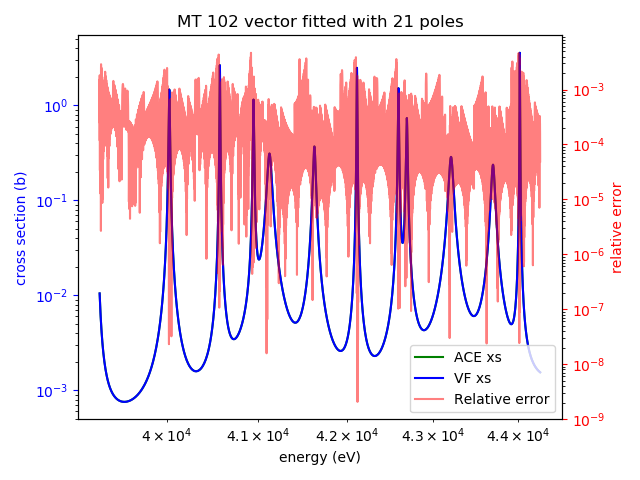 MT 102 vector fitted with 21 poles
cross section (b)
10⁰
10⁻¹
10⁻²
10⁻³
10⁻³
10⁻⁴
10⁻⁵
10⁻⁶
10⁻⁷
10⁻⁸
10⁻⁹
relative error
ACE xs
VF xs
Relative error
4 × 10⁴ 4.1 × 10⁴ 4.2 × 10⁴ 4.3 × 10⁴ 4.4 × 10⁴
energy (eV)